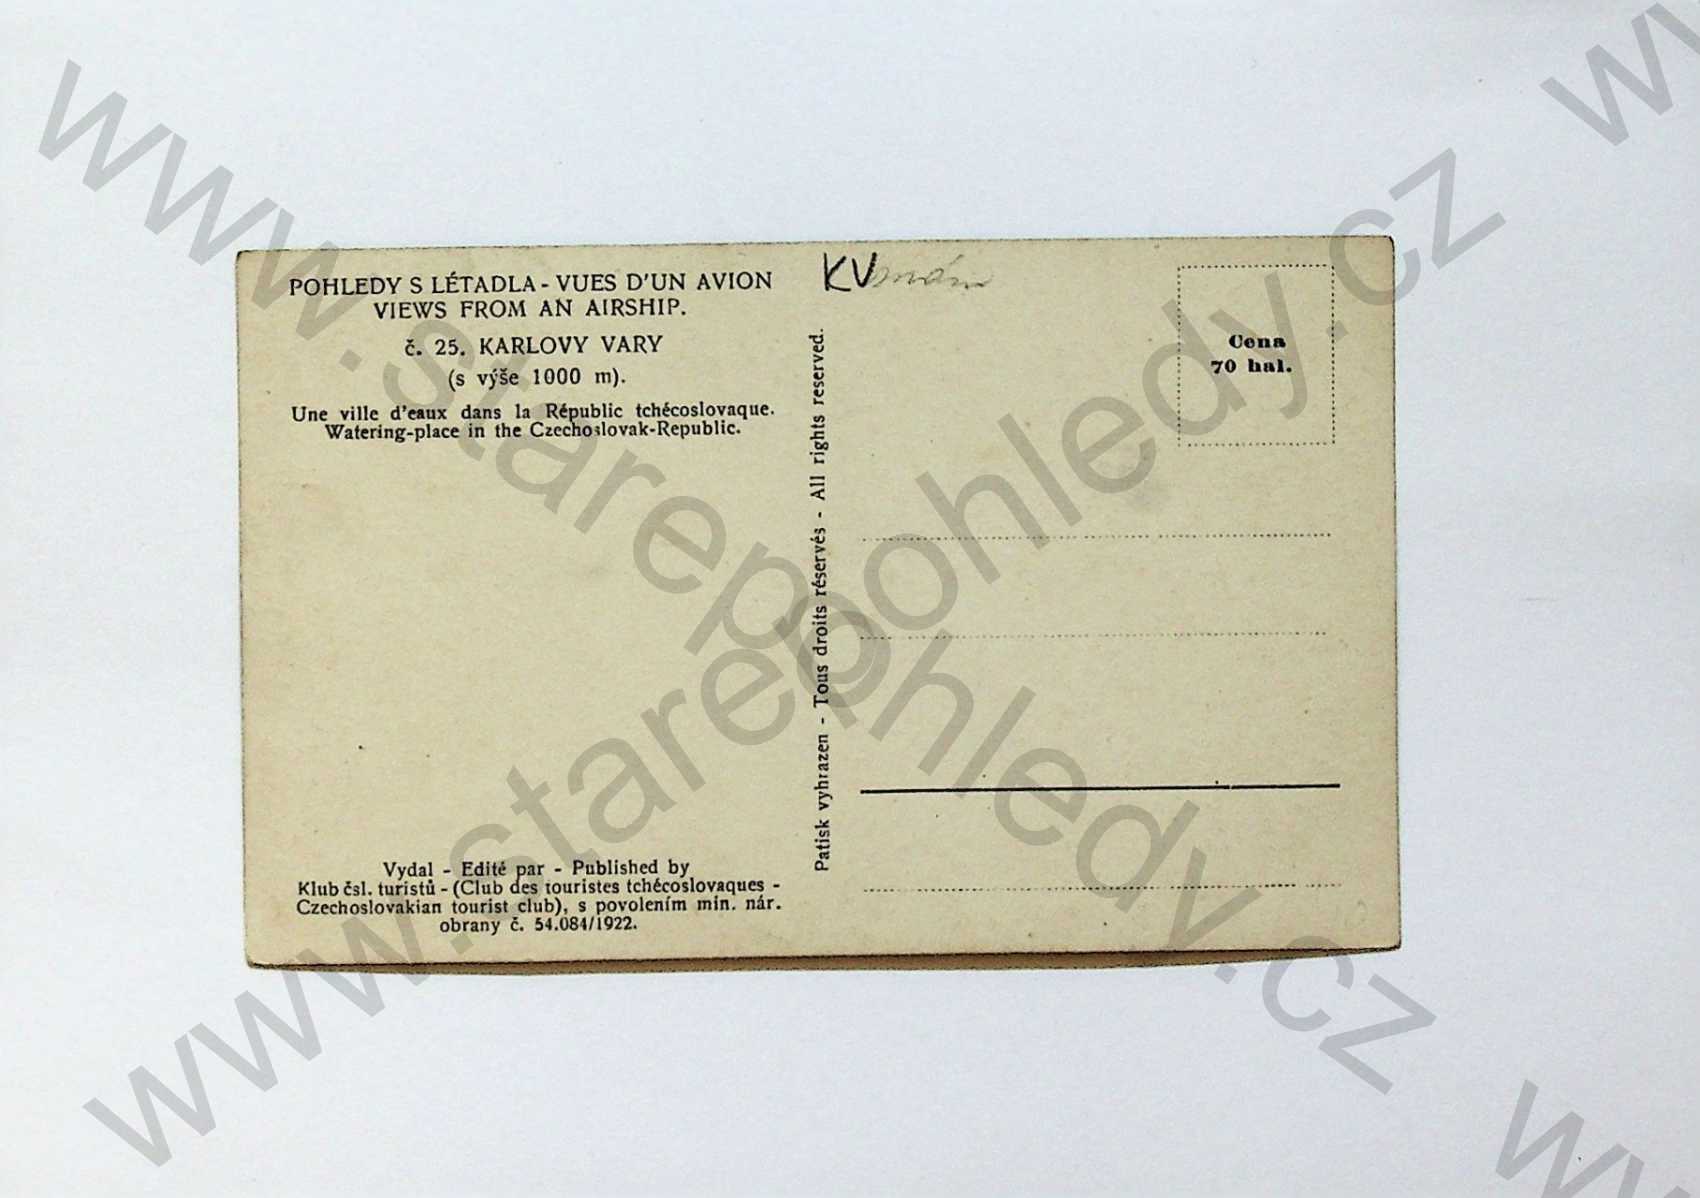 POHLEDY S LÉTADLA - VUES D'UN AVION
VIEWS FROM AN AIRSHIP.
č. 25. KARLOVY VARY
(s výše 1000 m).
Une ville d'eaux dans la Républic tchécoslovaque.
Watering-place in the Czechoslovak-Republic.
Vydal - Edité par - Published by
Klub čsl. turistů - (Club des touristes tchécoslovaques -
Czechoslovakian tourist club), s povolením min. nár.
obrany č. 54.084/1922.
Patisk vyhrazen - Tous droits réservés - All rights reserved.
KV
Cena
70 hal.
www.starepohledy.cz
www.starepohledy.cz